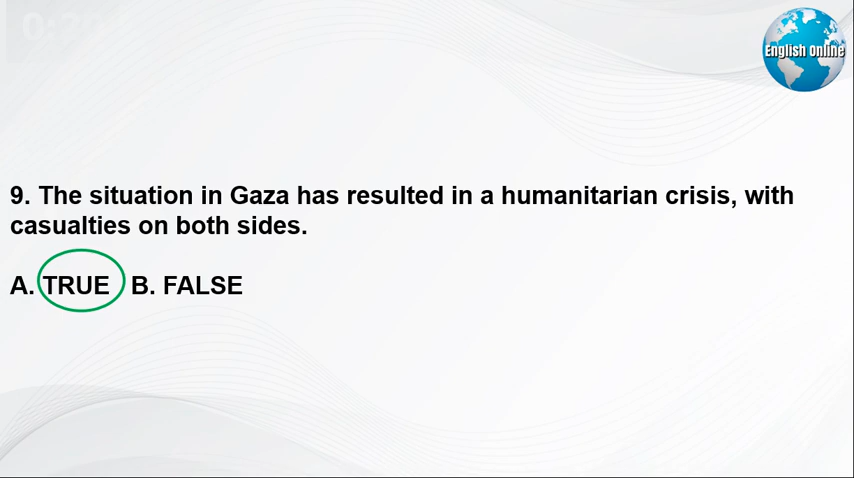 English Online
9. The situation in Gaza has resulted in a humanitarian crisis, with
casualties on both sides.
A. TRUE B. FALSE